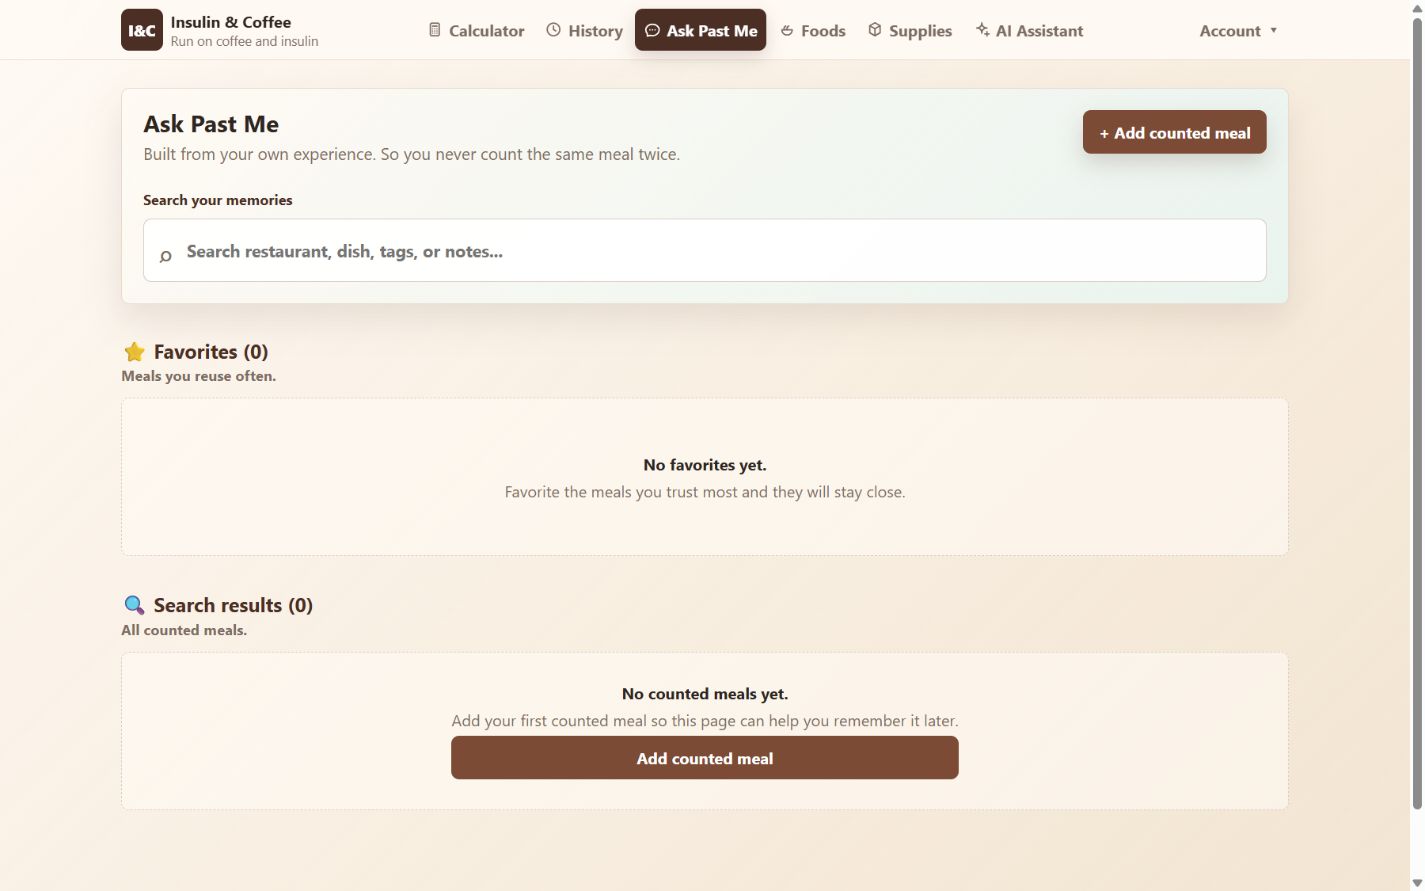 I&C
Insulin & Coffee
Run on coffee and insulin
Calculator
History
Ask Past Me
Foods
Supplies
AI Assistant
Account
Ask Past Me
Built from your own experience. So you never count the same meal twice.
+ Add counted meal
Search your memories
Search restaurant, dish, tags, or notes...
Favorites (0)
Meals you reuse often.
No favorites yet.
Favorite the meals you trust most and they will stay close.
Search results (0)
All counted meals.
No counted meals yet.
Add your first counted meal so this page can help you remember it later.
Add counted meal